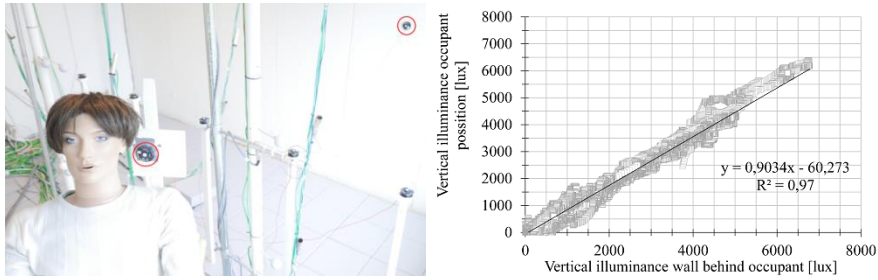 8000
7000
6000
5000
4000
3000
2000
1000
0
Vertical illuminance occupant
possition [lux]
y = 0,9034x - 60,273
R² = 0,97
0 2000 4000 6000 8000
Vertical illuminance wall behind occupant [lux]